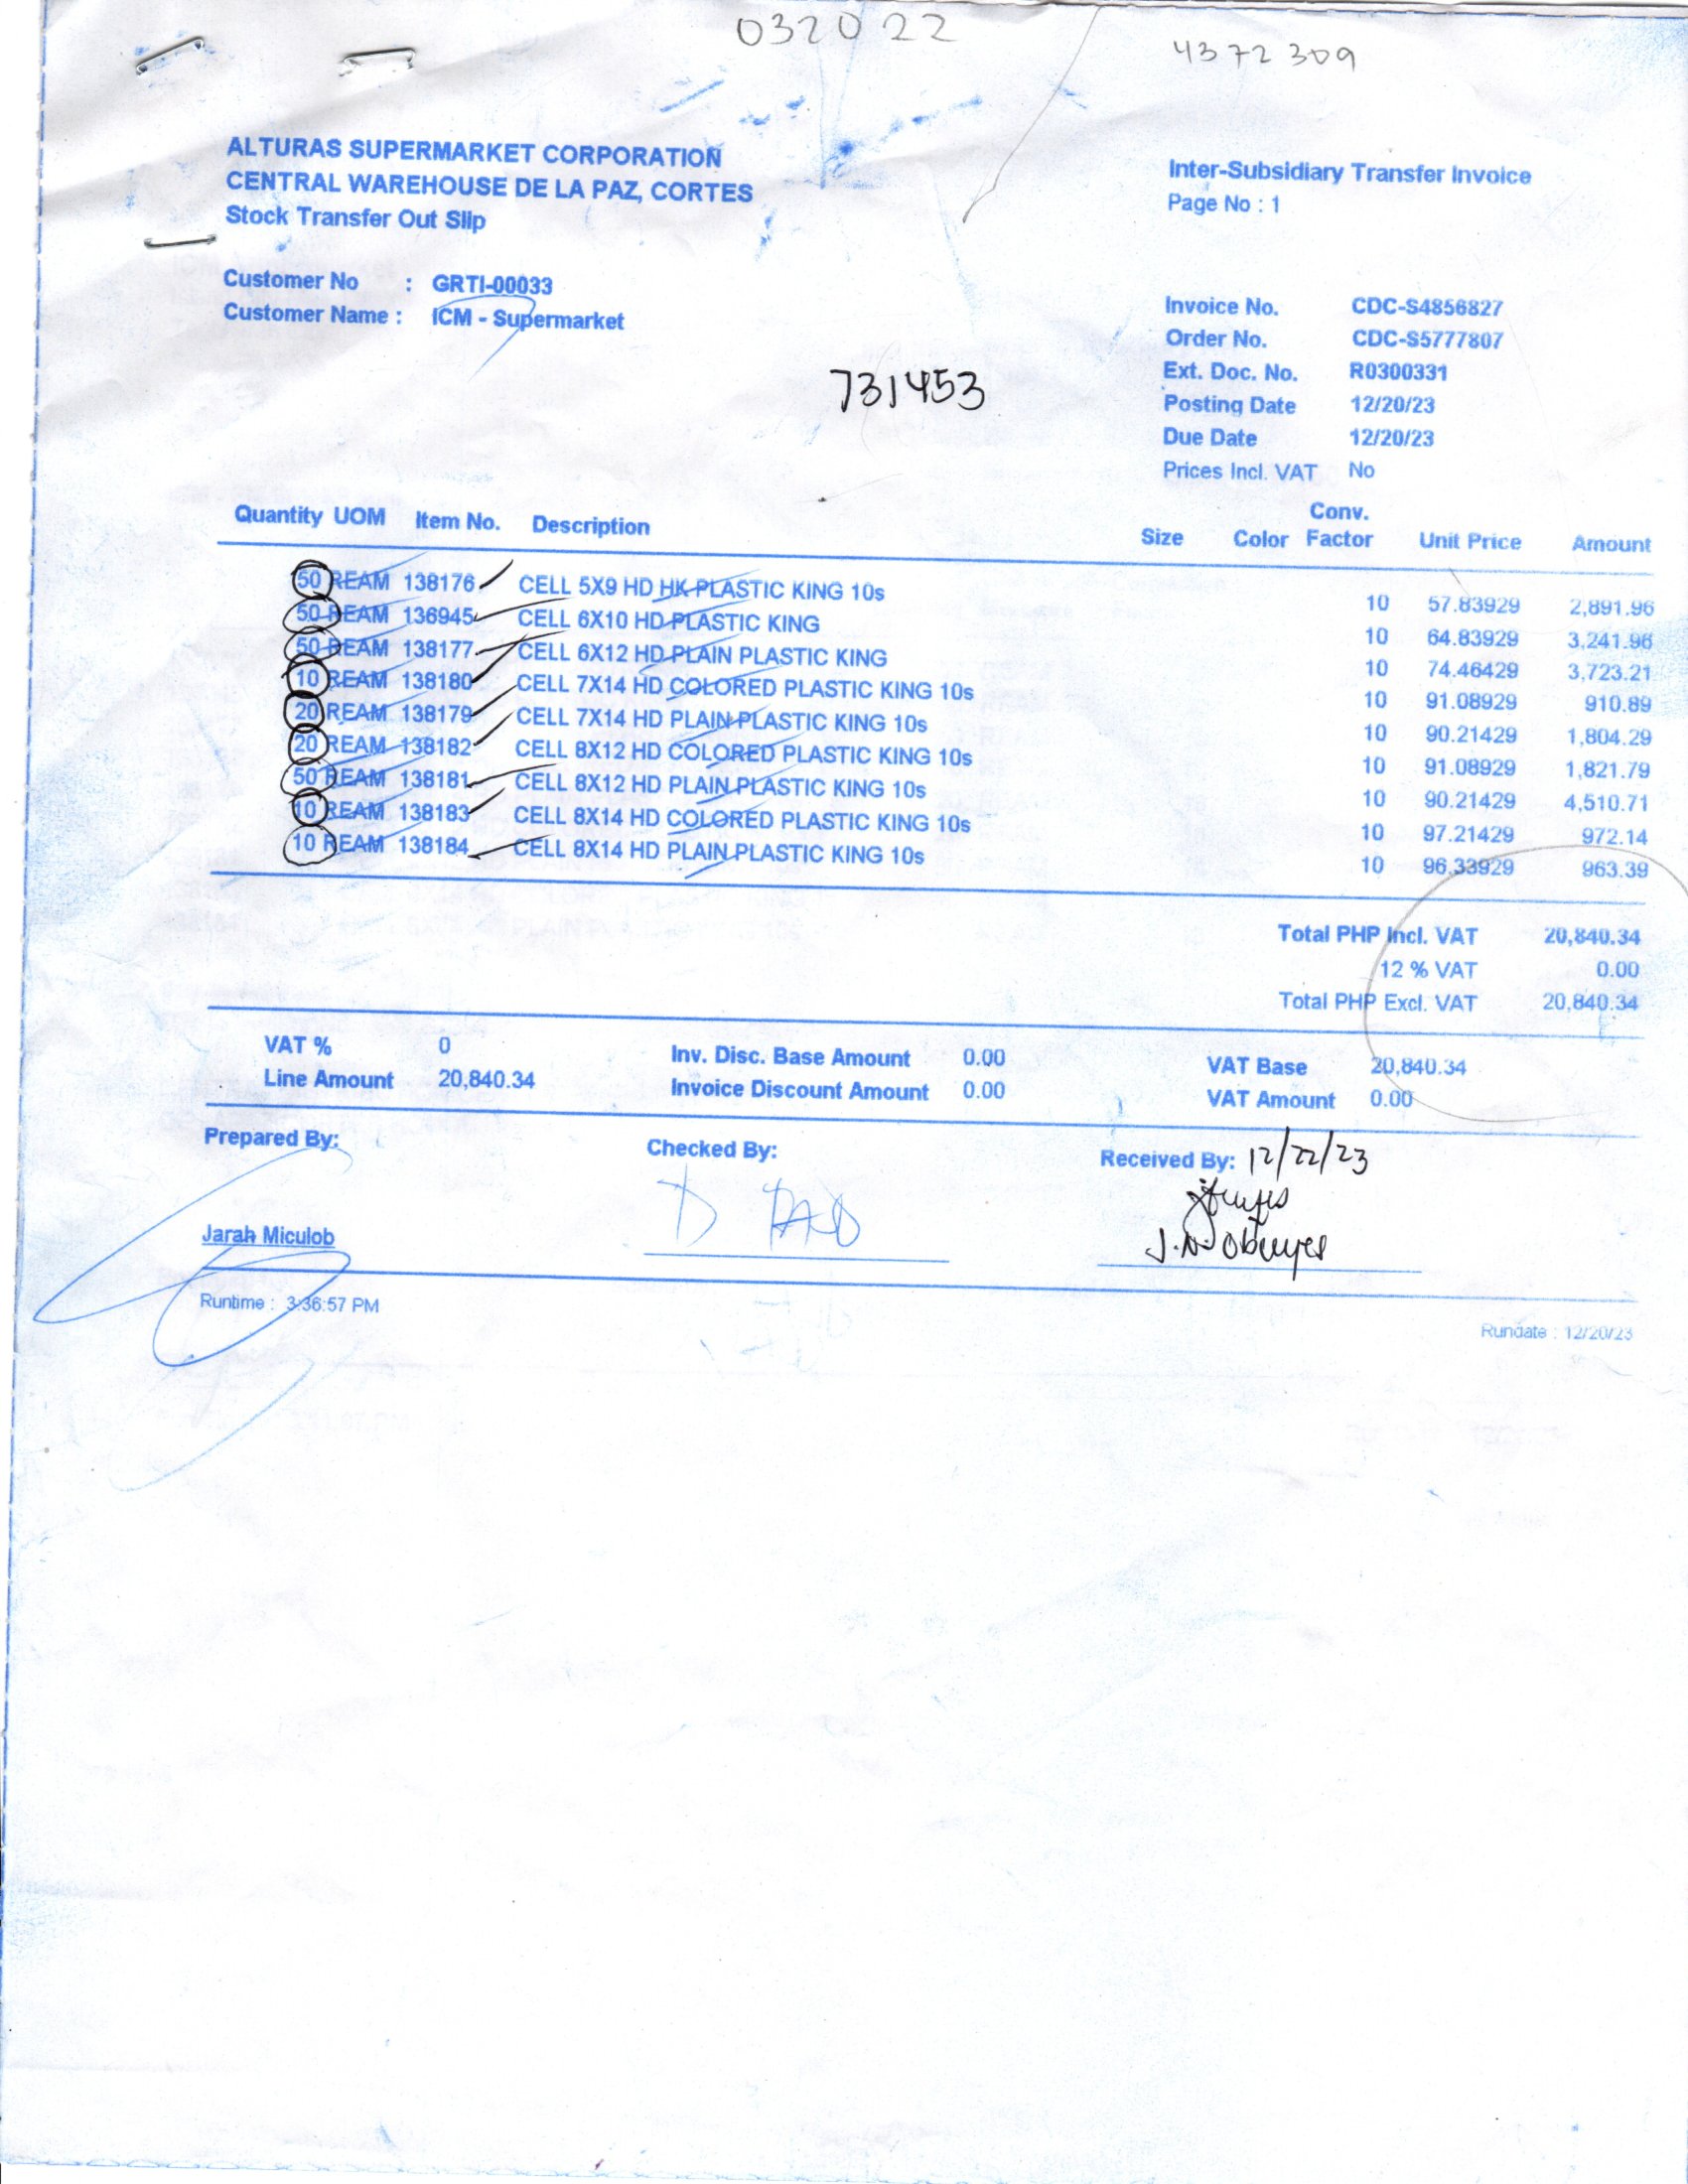 032022
4372309
ALTURAS SUPERMARKET CORPORATION
CENTRAL WAREHOUSE DE LA PAZ, CORTES
Stock Transfer Out Slip
Inter-Subsidiary Transfer Invoice
Page No : 1
Customer No : GRTI-00033
Customer Name : ICM - Supermarket
731453
Invoice No. CDC-S4856827
Order No. CDC-S5777807
Ext. Doc. No. R0300331
Posting Date 12/20/23
Due Date 12/20/23
Prices Incl. VAT No
Quantity UOM Item No. Description Size Color Conv. Factor Unit Price Amount
50 REAM 138176 CELL 5X9 HD HK PLASTIC KING 10s 10 57.83929 2,891.96
50 REAM 136945 CELL 6X10 HD PLASTIC KING 10 64.83929 3,241.96
50 REAM 138177 CELL 6X12 HD PLAIN PLASTIC KING 10 74.46429 3,723.21
10 REAM 138180 CELL 7X14 HD COLORED PLASTIC KING 10s 10 91.08929 910.89
20 REAM 138179 CELL 7X14 HD PLAIN PLASTIC KING 10s 10 90.21429 1,804.29
20 REAM 138182 CELL 8X12 HD COLORED PLASTIC KING 10s 10 91.08929 1,821.79
50 REAM 138181 CELL 8X12 HD PLAIN PLASTIC KING 10s 10 90.21429 4,510.71
10 REAM 138183 CELL 8X14 HD COLORED PLASTIC KING 10s 10 97.21429 972.14
10 REAM 138184 CELL 8X14 HD PLAIN PLASTIC KING 10s 10 96.33929 963.39
Total PHP Incl. VAT 20,840.34
12 % VAT 0.00
Total PHP Excl. VAT 20,840.34
VAT % 0 Inv. Disc. Base Amount 0.00 VAT Base 20,840.34
Line Amount 20,840.34 Invoice Discount Amount 0.00 VAT Amount 0.00
Prepared By: Checked By: Received By: 12/22/23
Jarah Miculob
Runtime : 3:36:57 PM
Rundate : 12/20/23